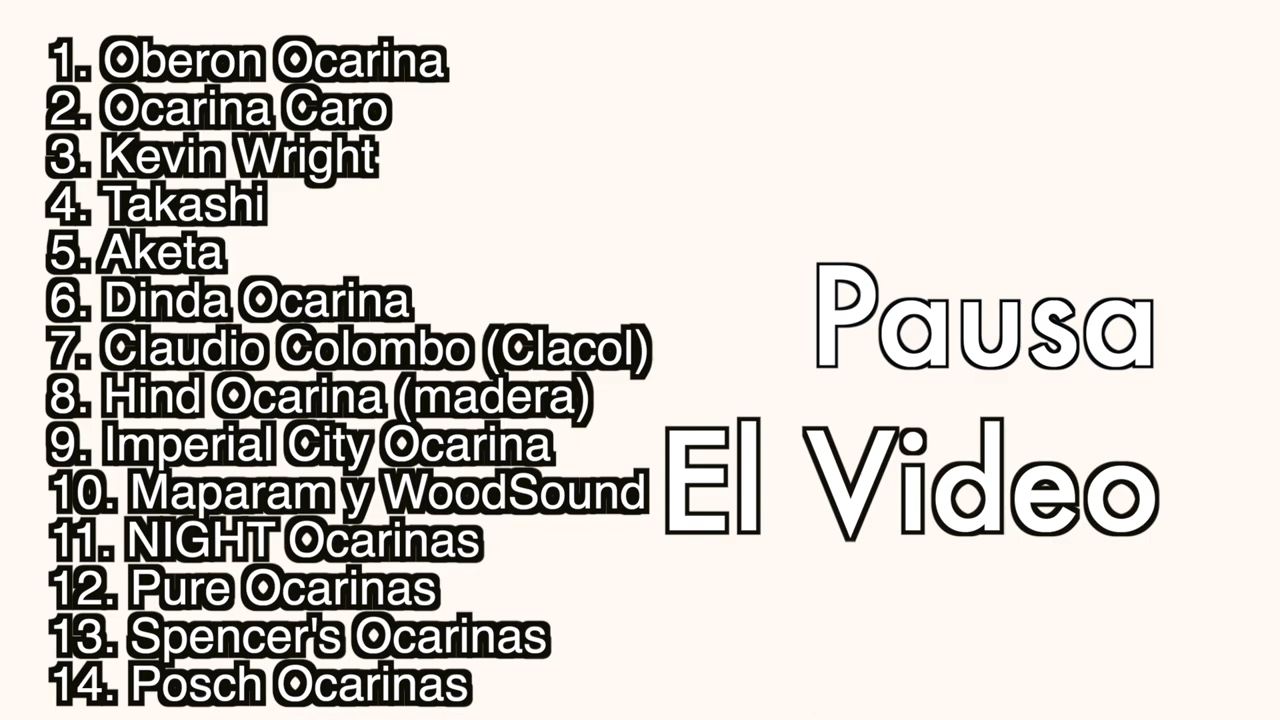 1. Oberon Ocarina
2. Ocarina Caro
3. Kevin Wright
4. Takashi
5. Aketa
6. Dinda Ocarina
7. Claudio Colombo (Clacol)
8. Hind Ocarina (madera)
9. Imperial City Ocarina
10. Maparam y WoodSound
11. NIGHT Ocarinas
12. Pure Ocarinas
13. Spencer's Ocarinas
14. Posch Ocarinas
Pausa
El Video